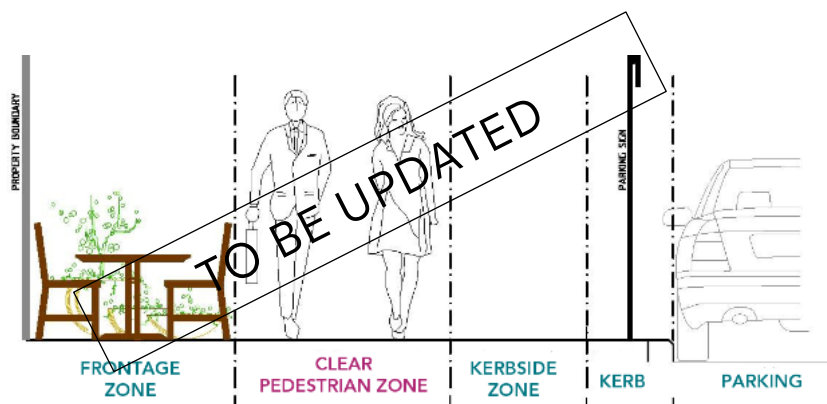 PROPERTY BOUNDARY
TO BE UPDATED
PARKING SIGN
FRONTAGE
ZONE
CLEAR
PEDESTRIAN ZONE
KERBSIDE
ZONE
KERB
PARKING